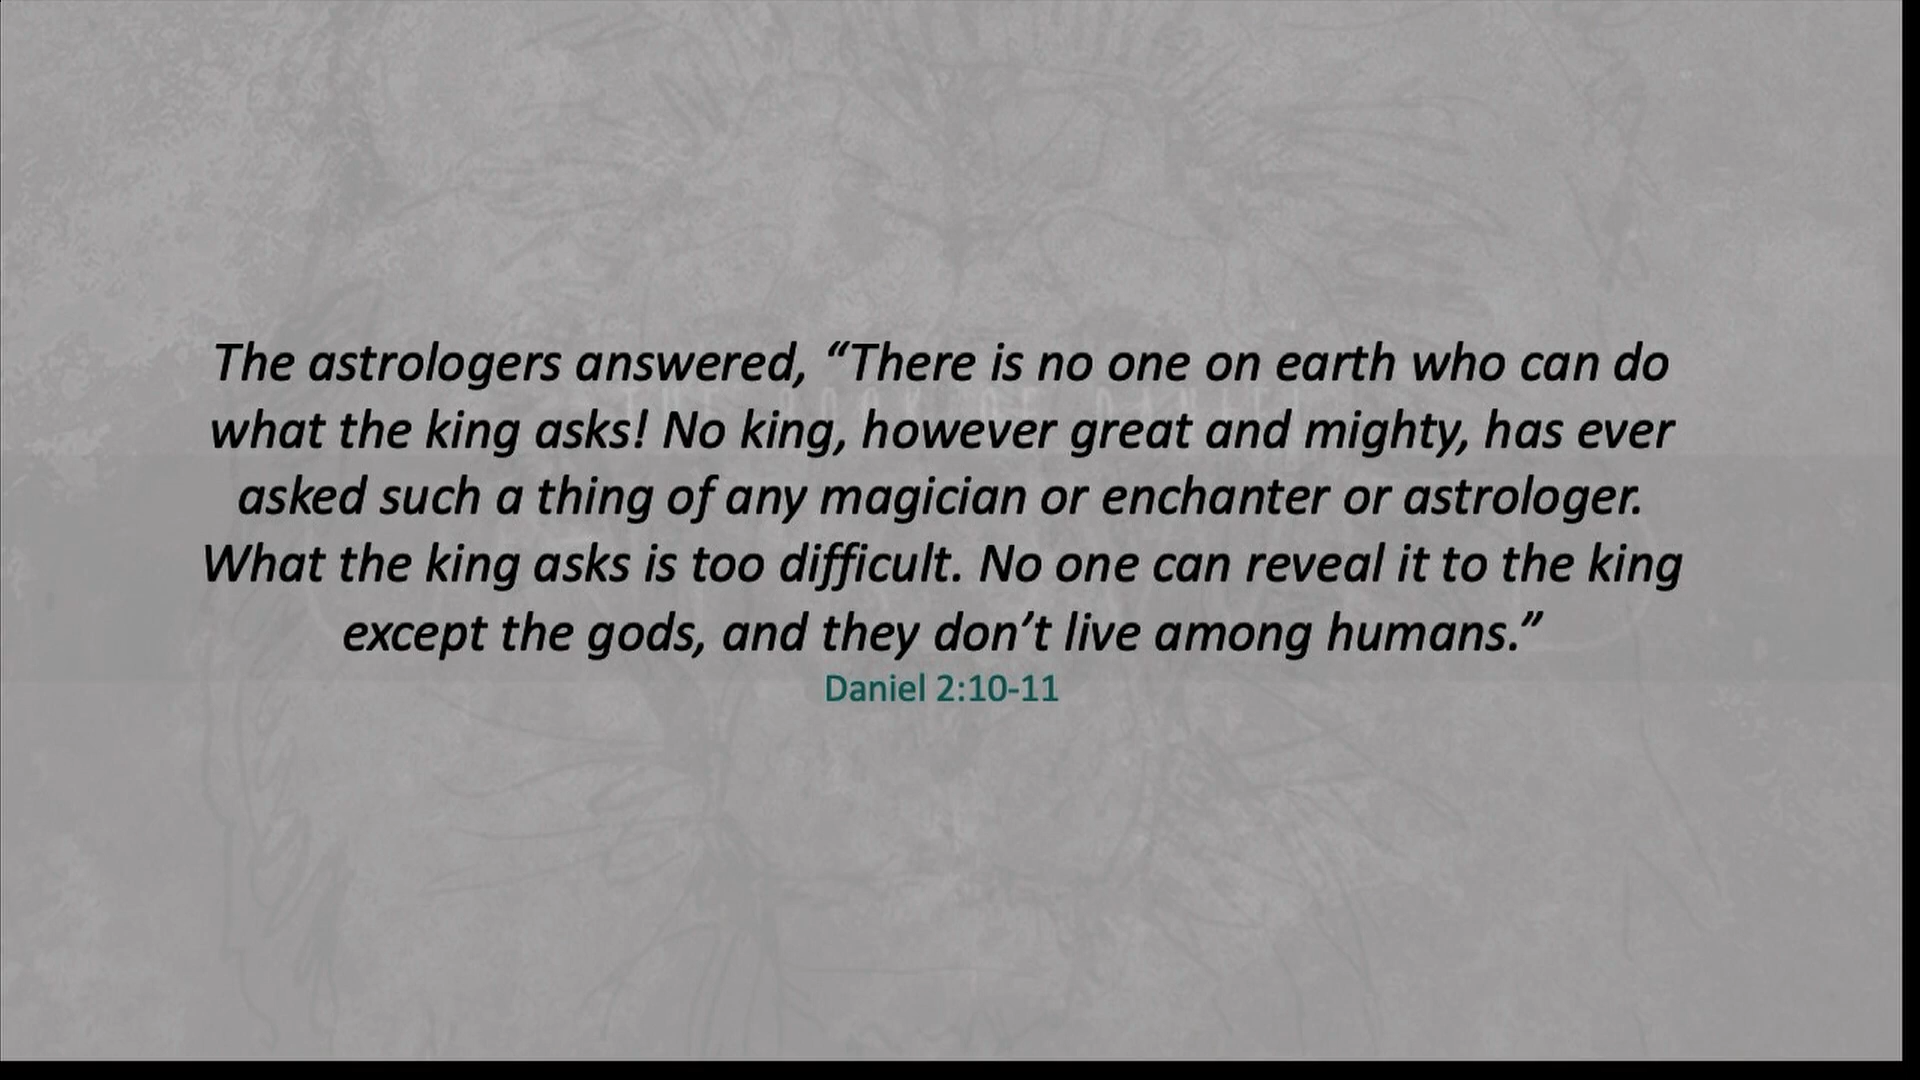 The astrologers answered, “There is no one on earth who can do
what the king asks! No king, however great and mighty, has ever
asked such a thing of any magician or enchanter or astrologer.
What the king asks is too difficult. No one can reveal it to the king
except the gods, and they don’t live among humans.”
Daniel 2:10-11